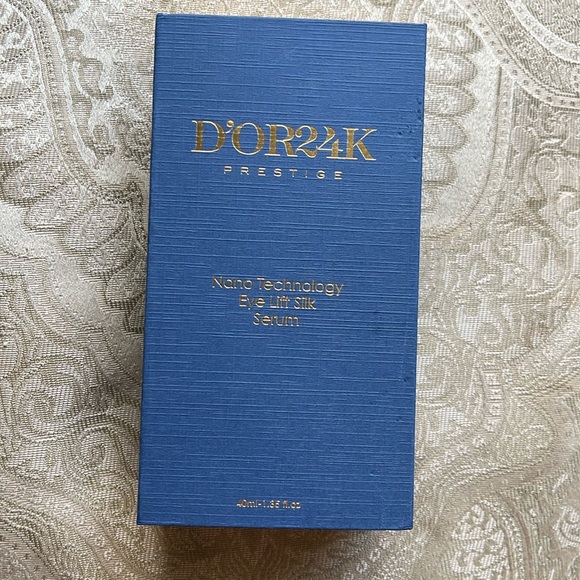 D'OR24K
PRESTIGE
Nano Technology
Eye Lift Silk
Serum
40ml-1.35 fl.oz